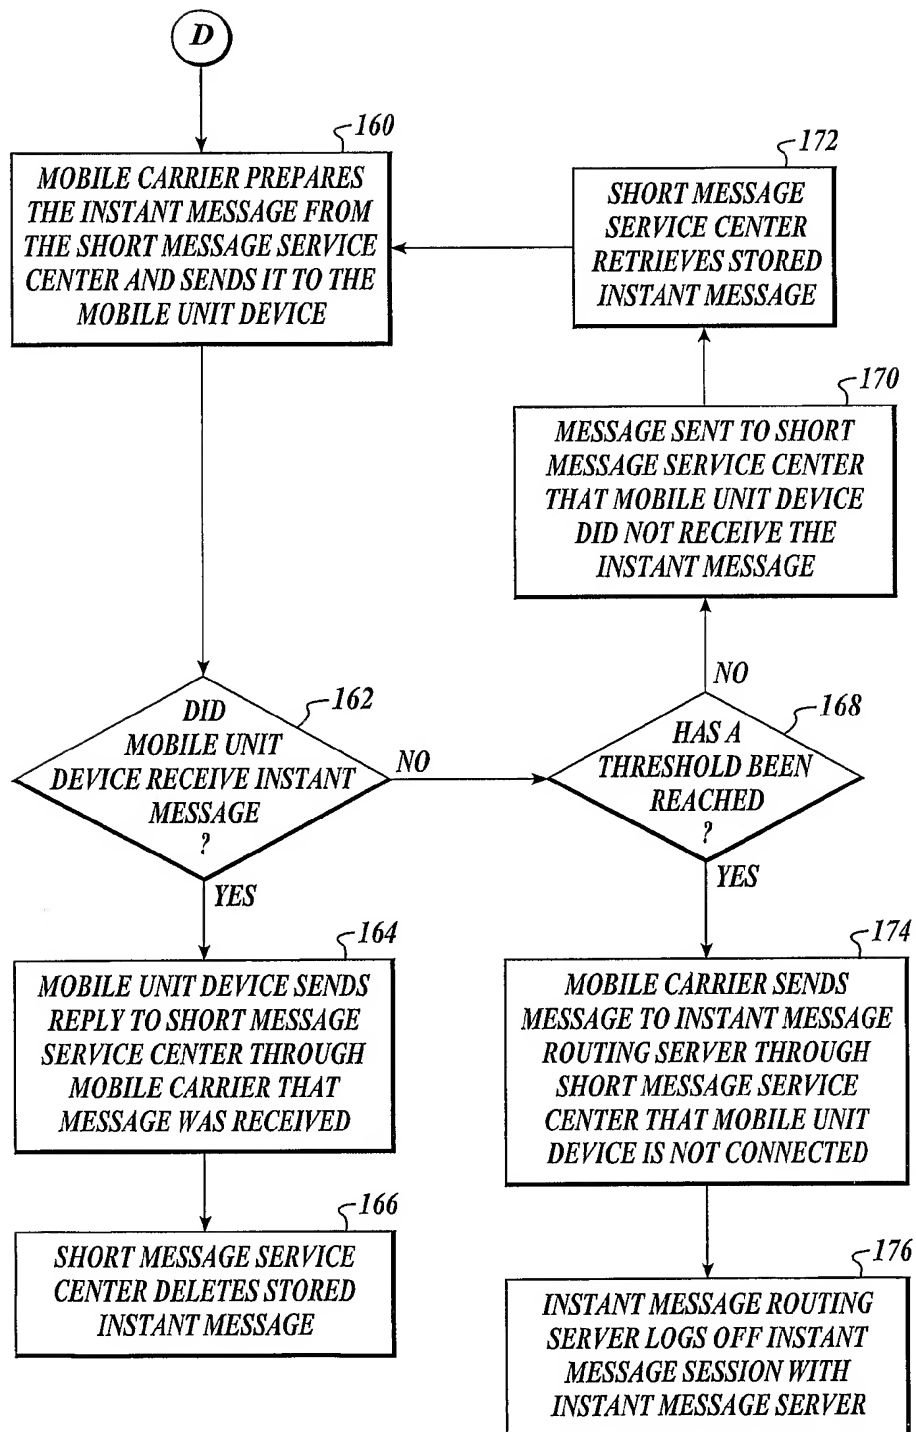 D
160
MOBILE CARRIER PREPARES
THE INSTANT MESSAGE FROM
THE SHORT MESSAGE SERVICE
CENTER AND SENDS IT TO THE
MOBILE UNIT DEVICE
172
SHORT MESSAGE
SERVICE CENTER
RETRIEVES STORED
INSTANT MESSAGE
170
MESSAGE SENT TO SHORT
MESSAGE SERVICE CENTER
THAT MOBILE UNIT DEVICE
DID NOT RECEIVE THE
INSTANT MESSAGE
162
DID
MOBILE UNIT
DEVICE RECEIVE INSTANT
MESSAGE
?
NO
YES
168
HAS A
THRESHOLD BEEN
REACHED
?
NO
YES
164
MOBILE UNIT DEVICE SENDS
REPLY TO SHORT MESSAGE
SERVICE CENTER THROUGH
MOBILE CARRIER THAT
MESSAGE WAS RECEIVED
174
MOBILE CARRIER SENDS
MESSAGE TO INSTANT MESSAGE
ROUTING SERVER THROUGH
SHORT MESSAGE SERVICE
CENTER THAT MOBILE UNIT
DEVICE IS NOT CONNECTED
166
SHORT MESSAGE SERVICE
CENTER DELETES STORED
INSTANT MESSAGE
176
INSTANT MESSAGE ROUTING
SERVER LOGS OFF INSTANT
MESSAGE SESSION WITH
INSTANT MESSAGE SERVER